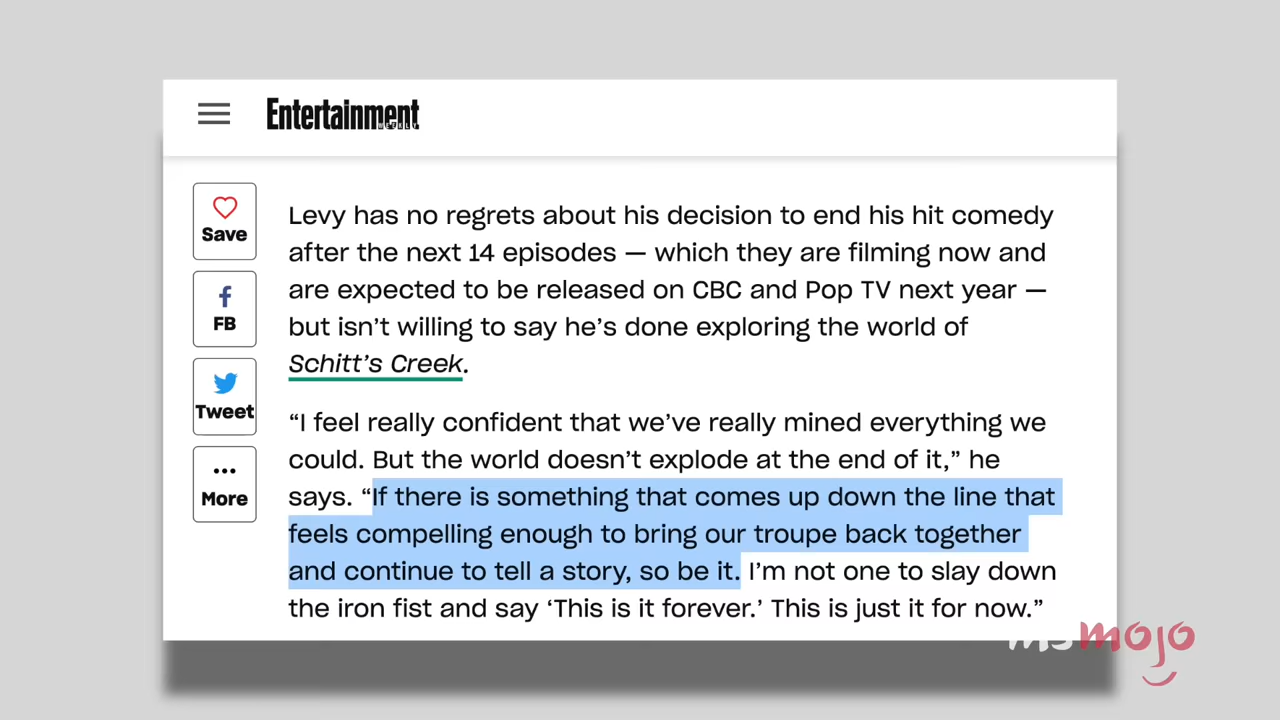 Entertainment
WEEKLY
Save
FB
Tweet
More
Levy has no regrets about his decision to end his hit comedy
after the next 14 episodes — which they are filming now and
are expected to be released on CBC and Pop TV next year —
but isn’t willing to say he’s done exploring the world of
Schitt’s Creek.
“I feel really confident that we’ve really mined everything we
could. But the world doesn’t explode at the end of it,” he
says. “If there is something that comes up down the line that
feels compelling enough to bring our troupe back together
and continue to tell a story, so be it. I’m not one to slay down
the iron fist and say ‘This is it forever.’ This is just it for now.”
msmojo